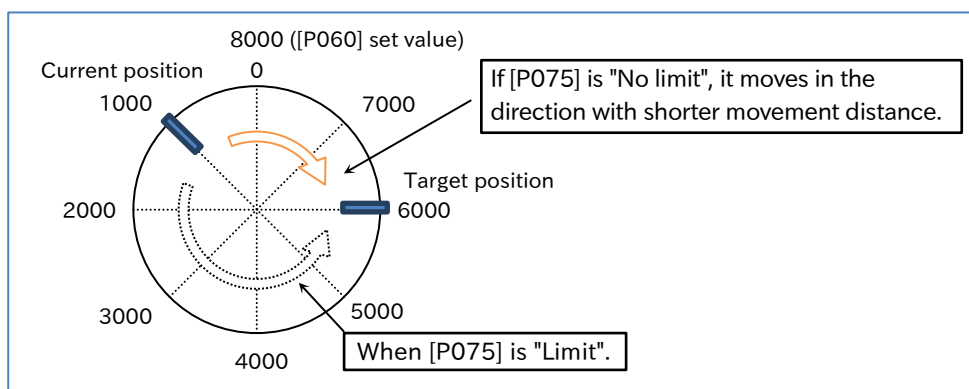 8000 ([P060] set value)
0
Current position
1000
7000
If [P075] is "No limit", it moves in the
direction with shorter movement distance.
Target position
2000
6000
3000
5000
4000
When [P075] is "Limit".